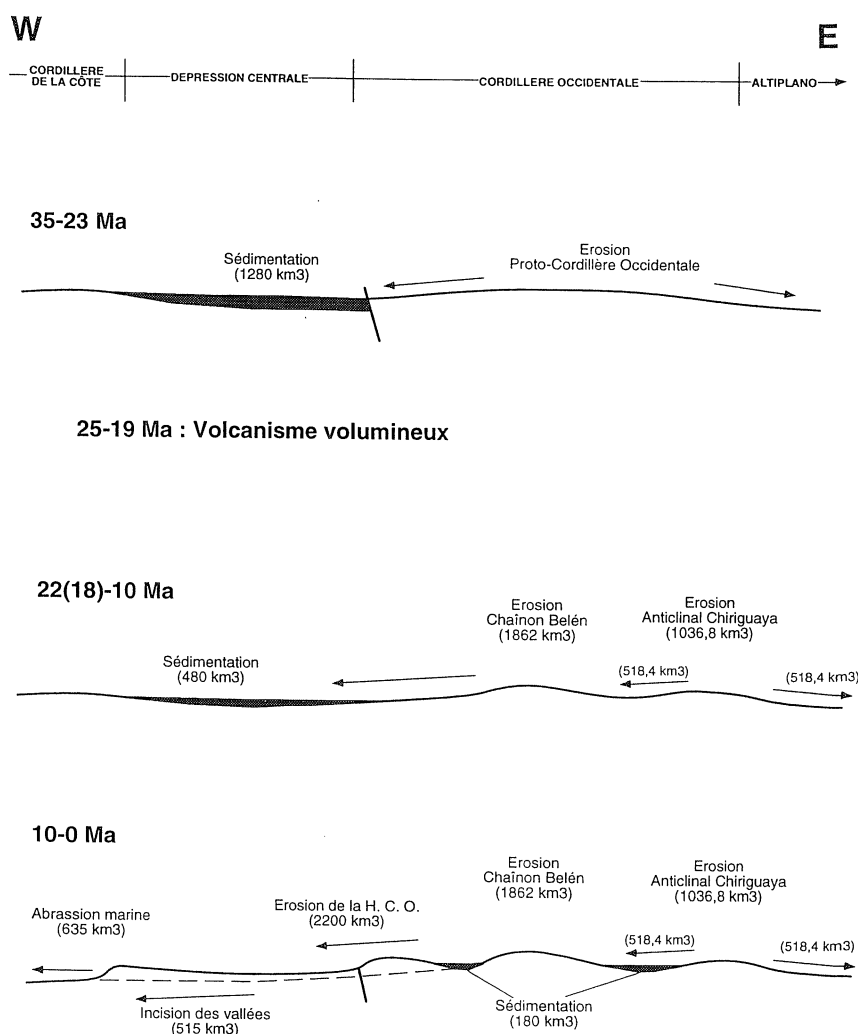 W
E
CORDILLERE
DE LA CÔTE
DEPRESSION CENTRALE
CORDILLERE OCCIDENTALE
ALTIPLANO
35-23 Ma
Sédimentation
(1280 km3)
Erosion
Proto-Cordillère Occidentale
25-19 Ma : Volcanisme volumineux
22(18)-10 Ma
Erosion
Chaînon Belén
(1862 km3)
Erosion
Anticlinal Chiriguaya
(1036,8 km3)
Sédimentation
(480 km3)
(518,4 km3)
(518,4 km3)
10-0 Ma
Erosion
Chaînon Belén
(1862 km3)
Erosion
Anticlinal Chiriguaya
(1036,8 km3)
Abrassion marine
(635 km3)
Erosion de la H. C. O.
(2200 km3)
(518,4 km3)
(518,4 km3)
Incision des vallées
(515 km3)
Sédimentation
(180 km3)